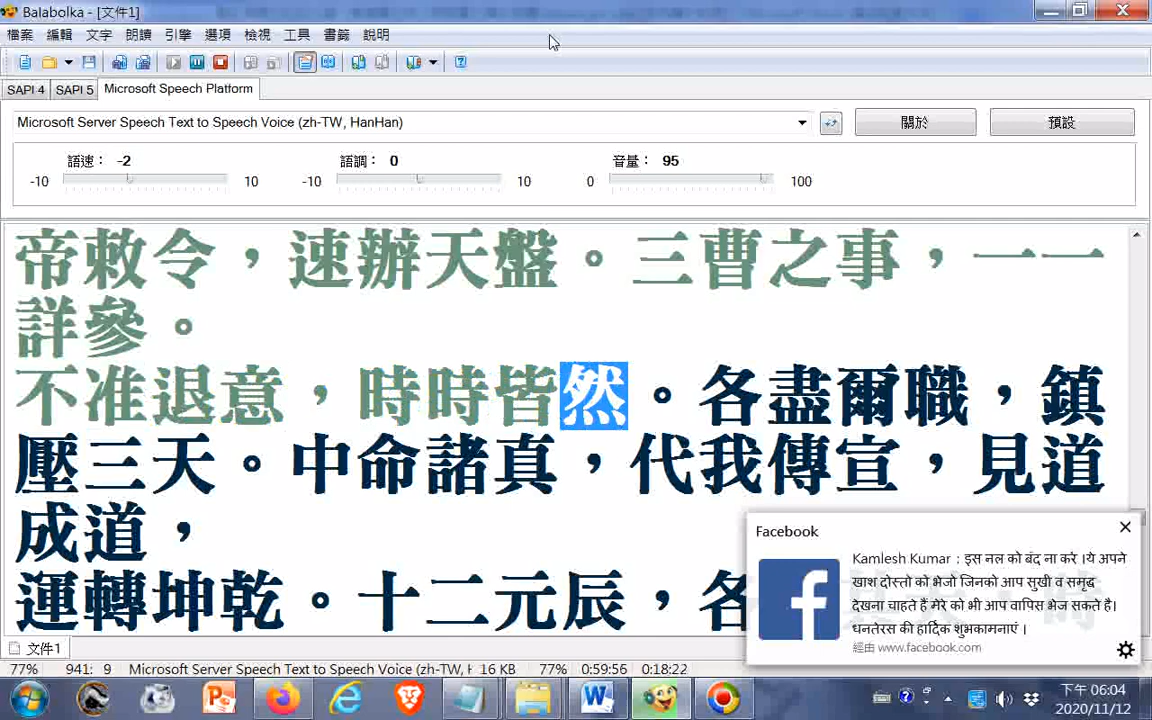 Balabolka - [文件1]
檔案 編輯 文字 朗讀 引擎 選項 檢視 工具 書籤 說明
SAPI 4 SAPI 5 Microsoft Speech Platform
Microsoft Server Speech Text to Speech Voice (zh-TW, HanHan) 關於 預設
語速： -2 語調： 0 音量： 95
-10 10 -10 10 0 100
帝敕令，速辦天盤。三曹之事，一一
詳參。
不准退意，時時皆然。各盡爾職，鎮
壓三天。中命諸真，代我傳宣，見道
成道，
運轉坤乾。十二元辰，各
Facebook
Kamlesh Kumar : इस नल को बंद ना करे ।ये अपने
खाश दोस्तो को भेजो जिनको आप सुखी व समृद्ध
देखना चाहते हैं मेरे को भी आप वापिस भेज सकते है।
धनतेरस की हार्दिक शुभकामनाएं ।
經由 www.facebook.com
文件1
77% 941: 9 Microsoft Server Speech Text to Speech Voice (zh-TW, H 16 KB 77% 0:59:56 0:18:22
下午 06:04
2020/11/12